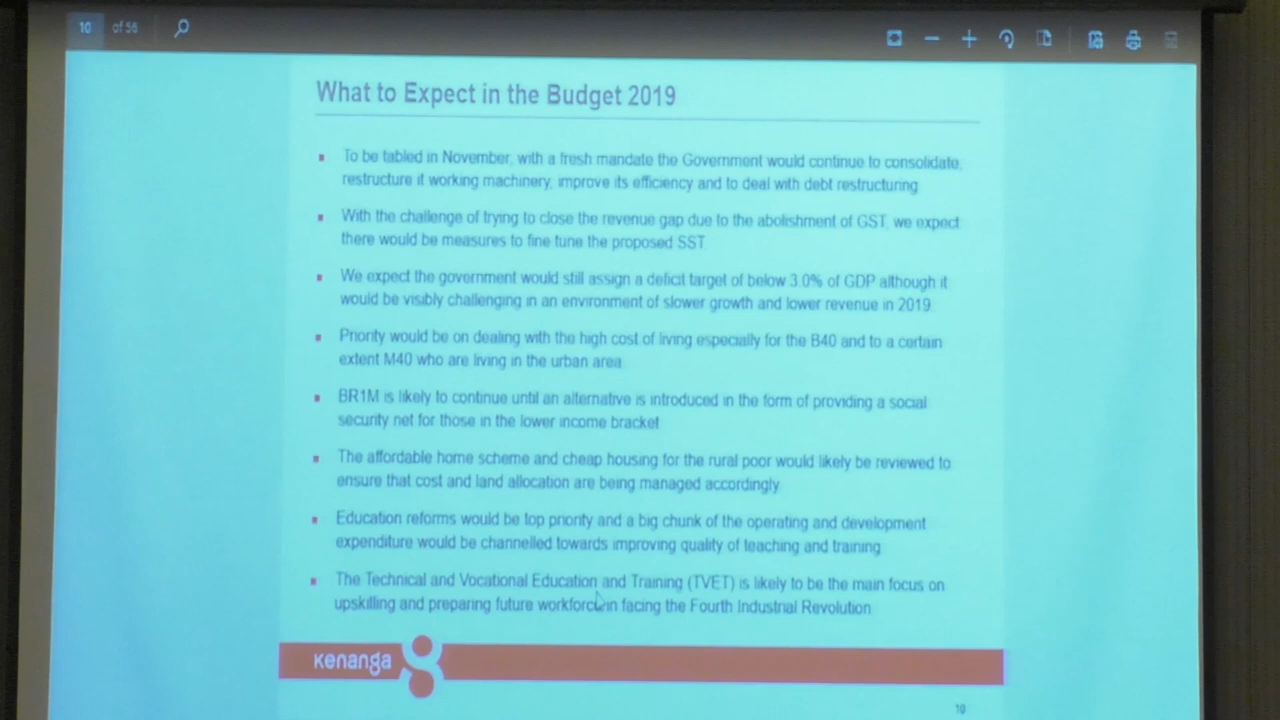 10 of 56
What to Expect in the Budget 2019
To be tabled in November, with a fresh mandate the Government would continue to consolidate,
restructure it working machinery, improve its efficiency and to deal with debt restructuring
With the challenge of trying to close the revenue gap due to the abolishment of GST, we expect
there would be measures to fine tune the proposed SST
We expect the government would still assign a deficit target of below 3.0% of GDP although it
would be visibly challenging in an environment of slower growth and lower revenue in 2019.
Priority would be on dealing with the high cost of living especially for the B40 and to a certain
extent M40 who are living in the urban area.
BR1M is likely to continue until an alternative is introduced in the form of providing a social
security net for those in the lower income bracket
The affordable home scheme and cheap housing for the rural poor would likely be reviewed to
ensure that cost and land allocation are being managed accordingly.
Education reforms would be top priority and a big chunk of the operating and development
expenditure would be channelled towards improving quality of teaching and training
The Technical and Vocational Education and Training (TVET) is likely to be the main focus on
upskilling and preparing future workforce in facing the Fourth Industrial Revolution
kenanga
10